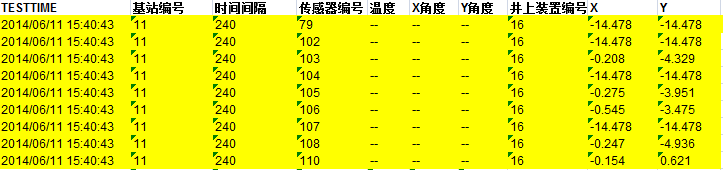 TESTTIME 基站编号 时间间隔 传感器编号 温度 X角度 Y角度 井上装置编号 X Y
2014/06/11 15:40:43 11 240 79 -- -- -- 16 -14.478 -14.478
2014/06/11 15:40:43 11 240 102 -- -- -- 16 -14.478 -14.478
2014/06/11 15:40:43 11 240 103 -- -- -- 16 -0.208 -4.329
2014/06/11 15:40:43 11 240 104 -- -- -- 16 -14.478 -14.478
2014/06/11 15:40:43 11 240 105 -- -- -- 16 -0.275 -3.951
2014/06/11 15:40:43 11 240 106 -- -- -- 16 -0.545 -3.475
2014/06/11 15:40:43 11 240 107 -- -- -- 16 -14.478 -14.478
2014/06/11 15:40:43 11 240 108 -- -- -- 16 -0.247 -4.936
2014/06/11 15:40:43 11 240 110 -- -- -- 16 -0.154 0.621